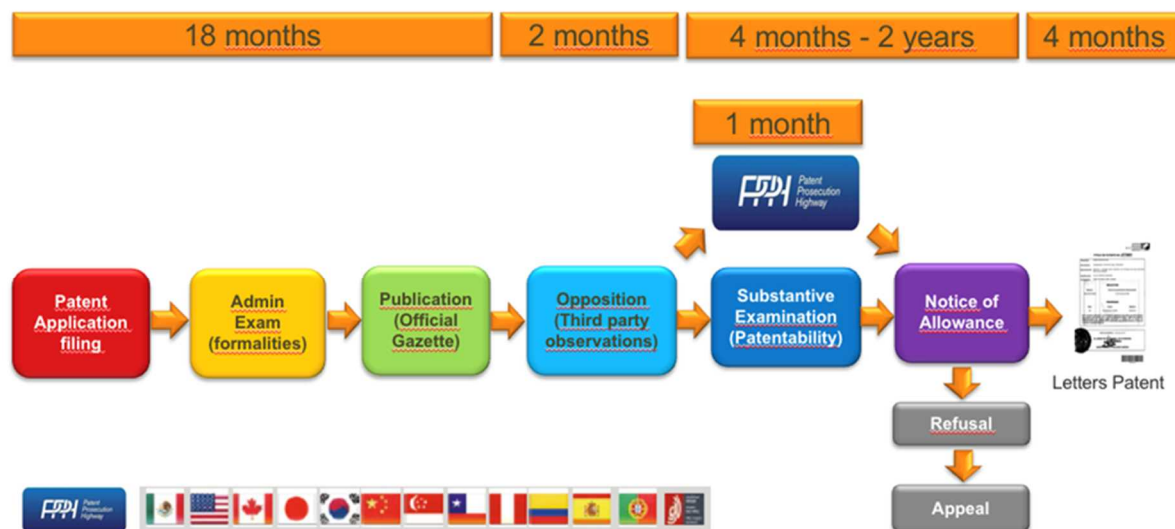 18 months
2 months
4 months - 2 years
4 months
1 month
PPH
Patent
Prosecution
Highway
Patent
Application
filing
Admin
Exam
(formalities)
Publication
(Official
Gazette)
Opposition
(Third party
observations)
Substantive
Examination
(Patentability)
Notice of
Allowance
Letters Patent
Refusal
Appeal
PPH
Patent
Prosecution
Highway